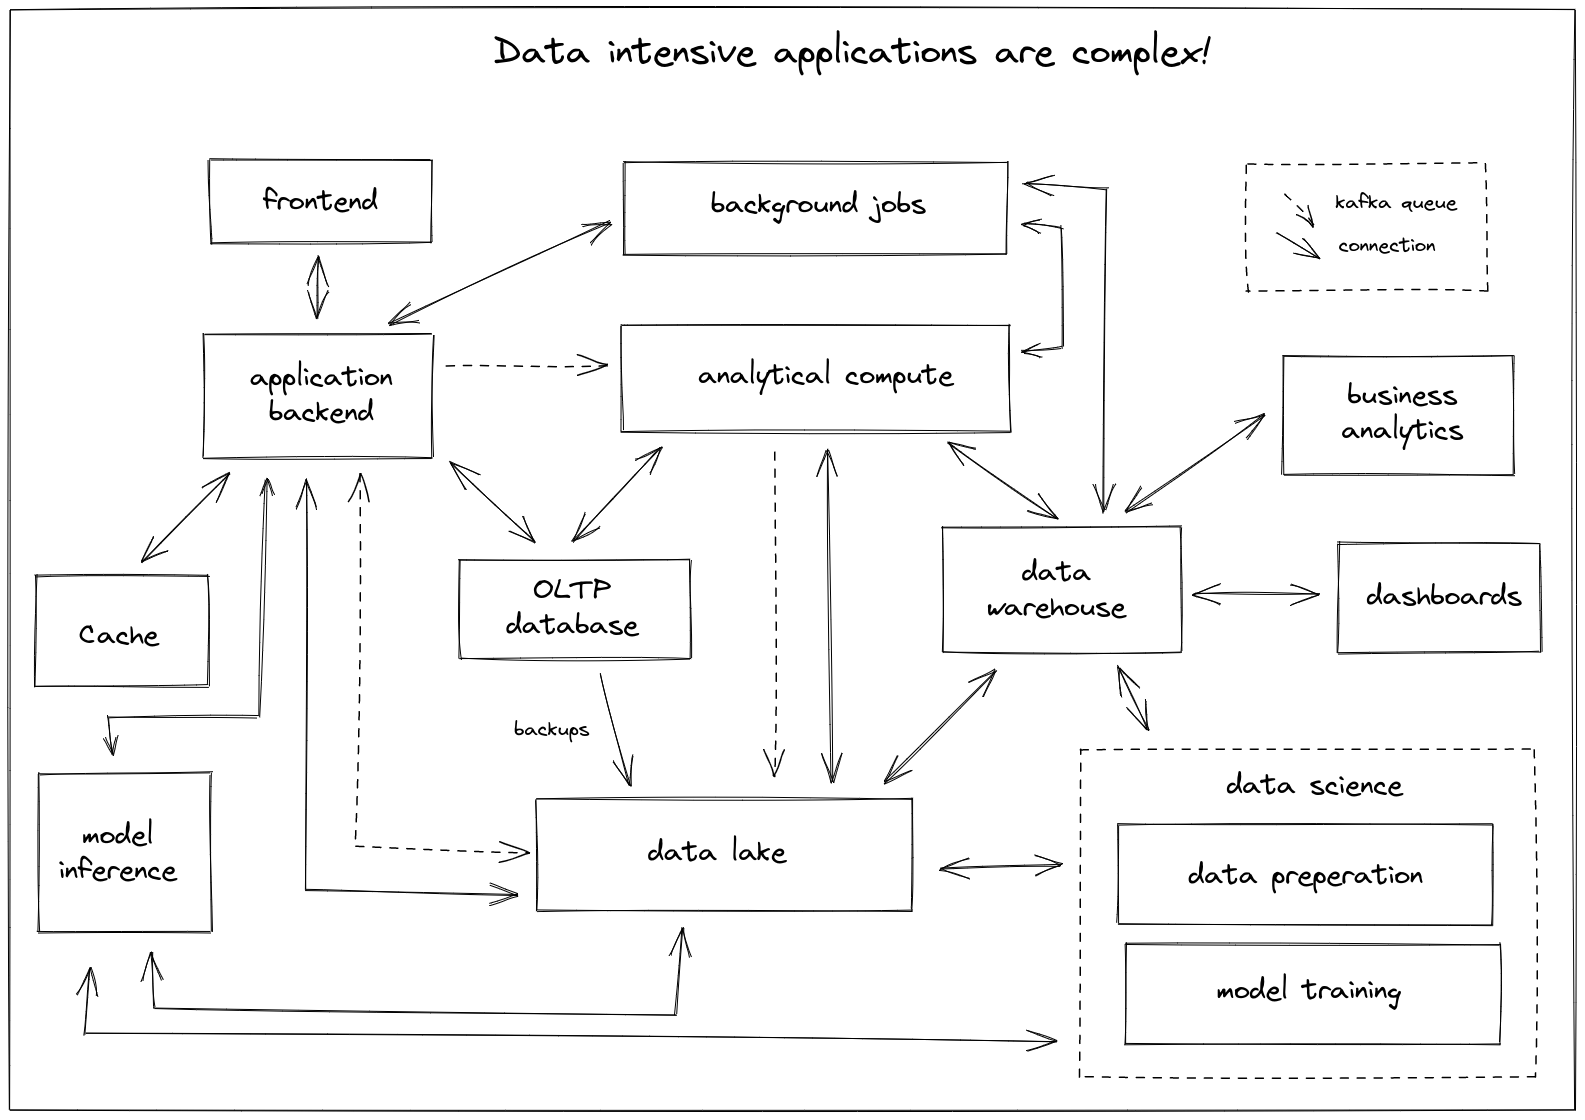 Data intensive applications are complex!
frontend
background jobs
kafka queue
connection
application
backend
analytical compute
business
analytics
Cache
OLTP
database
data
warehouse
dashboards
backups
model
inference
data lake
data science
data preperation
model training